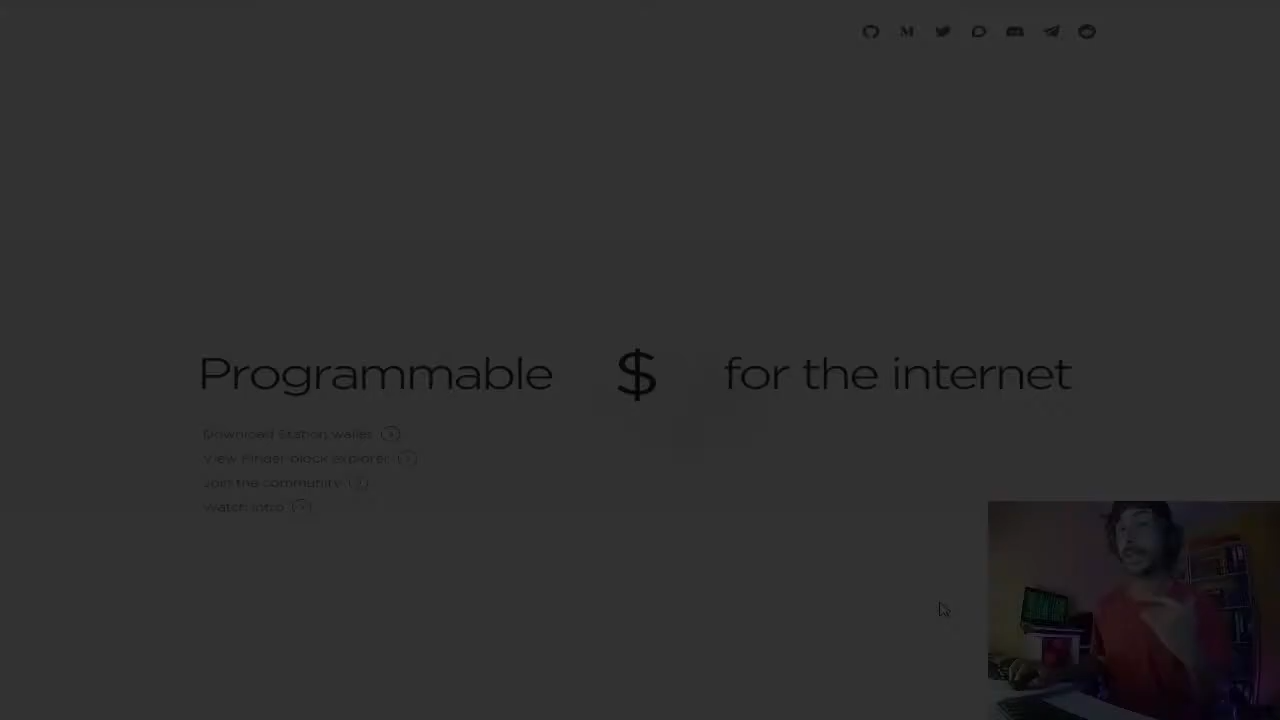 Programmable $ for the internet
Download Station wallet
View Finder block explorer
Join the community
Watch intro